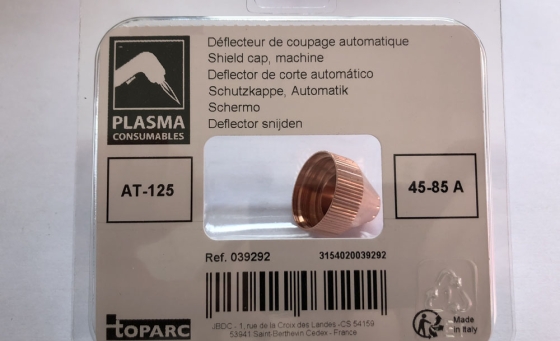 Déflecteur de coupage automatique
Shield cap, machine
Deflector de corte automático
Schutzkappe, Automatik
Schermo
Deflector snijden
PLASMA
CONSUMABLES
AT-125
45-85 A
Ref. 039292
3154020039292
TOPARC
JBDC - 1, rue de la Croix des Landes -CS 54159
53941 Saint-Berthevin Cedex - France
Made
in Italy